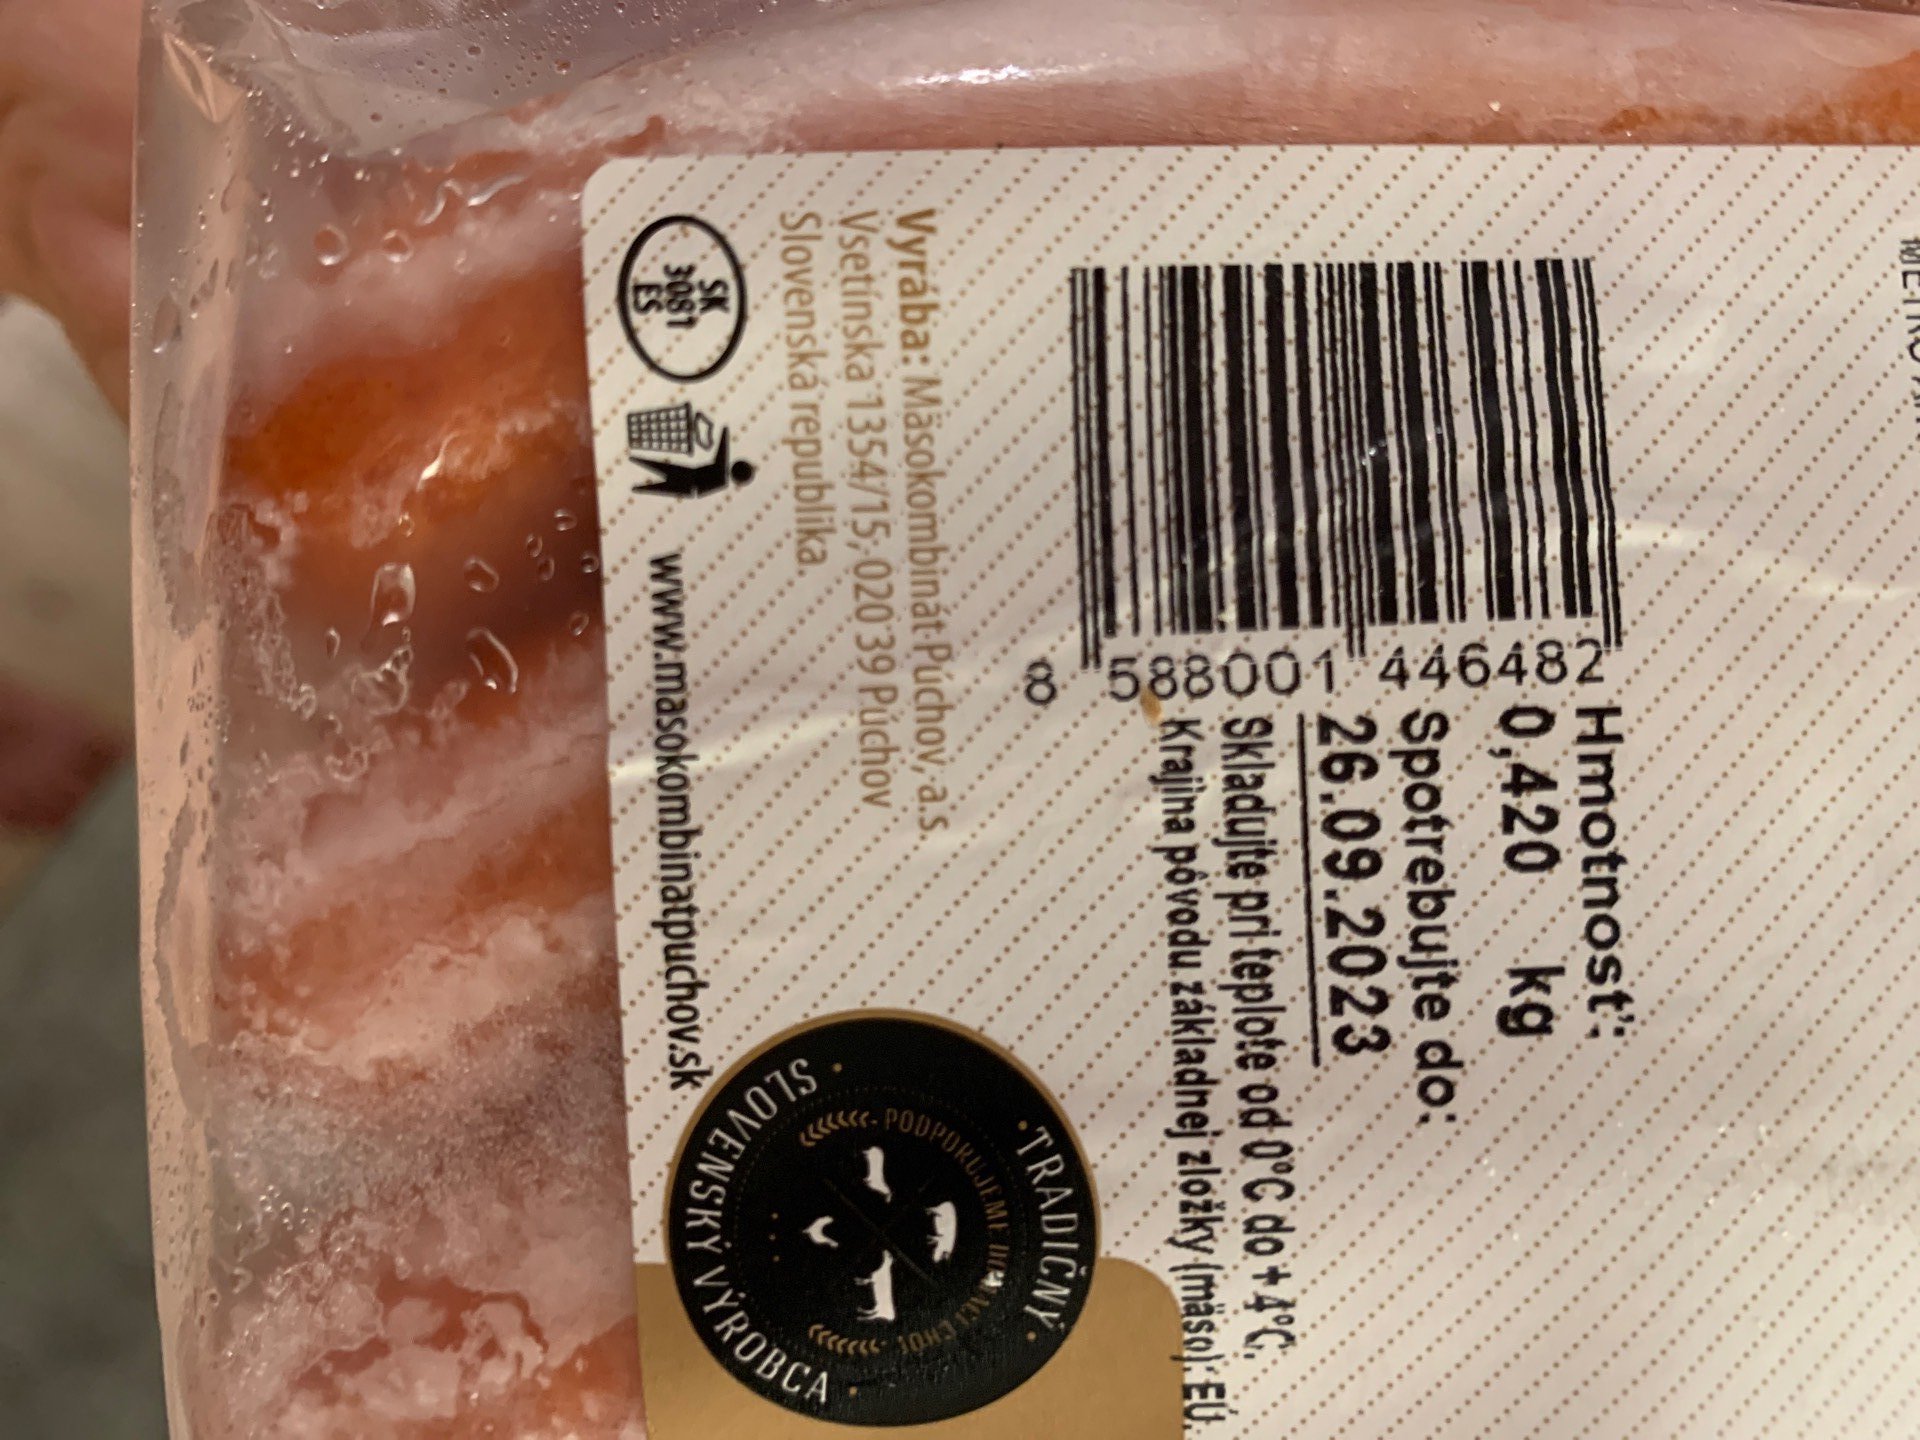 Hmotnosť:
0,420 kg
Spotrebujte do:
26.09.2023
Skladujte pri teplote od 0°C do + 4°C.
Krajina pôvodu základnej zložky (mäso): EÚ.
8 588001 446482
Vyrába: Mäsokombinát Púchov, a.s.
Vsetínska 1354/15, 020 39 Púchov
Slovenská republika
SK
3081
ES
www.masokombinatpuchov.sk
· TRADIČNÝ ·
SLOVENSKÝ VÝROBCA
PODPORUJEME